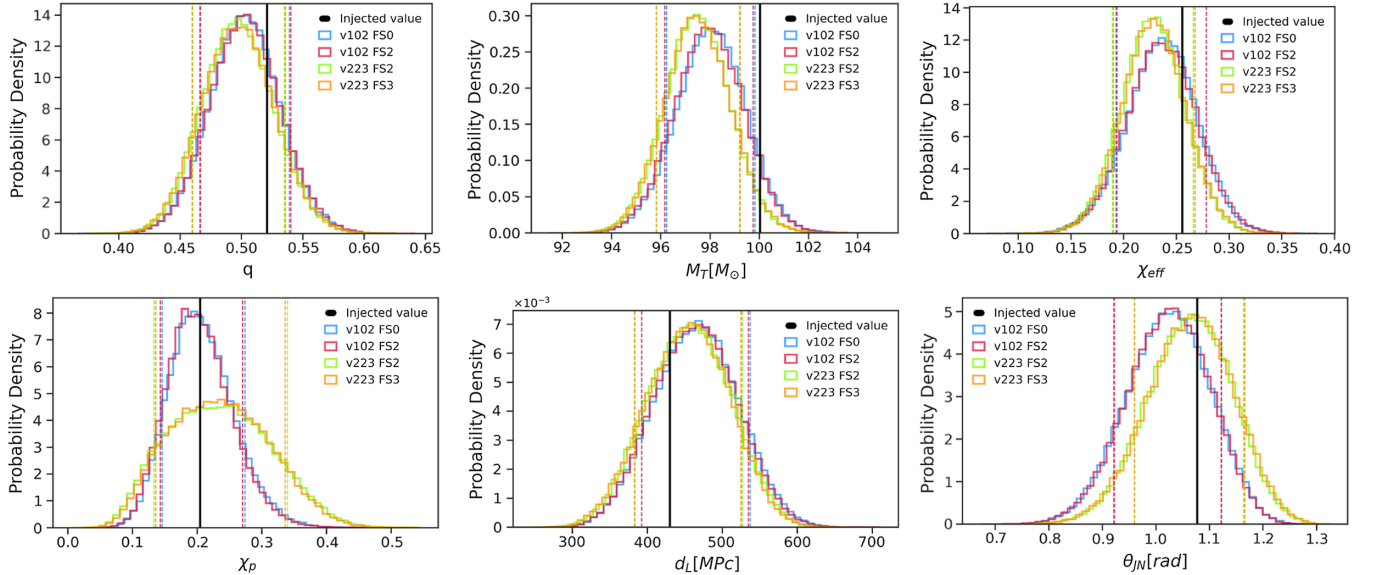 Probability Density
14
12
10
8
6
4
2
0
0.40 0.45 0.50 0.55 0.60 0.65
q
Injected value
v102 FS0
v102 FS2
v223 FS2
v223 FS3
Probability Density
0.30
0.25
0.20
0.15
0.10
0.05
0.00
92 94 96 98 100 102 104
M_T[M_⊙]
Injected value
v102 FS0
v102 FS2
v223 FS2
v223 FS3
Probability Density
14
12
10
8
6
4
2
0
0.10 0.15 0.20 0.25 0.30 0.35 0.40
χ_eff
Injected value
v102 FS0
v102 FS2
v223 FS2
v223 FS3
Probability Density
8
7
6
5
4
3
2
1
0
0.0 0.1 0.2 0.3 0.4 0.5
χ_p
Injected value
v102 FS0
v102 FS2
v223 FS2
v223 FS3
×10⁻³
Probability Density
7
6
5
4
3
2
1
0
300 400 500 600 700
d_L[MPc]
Injected value
v102 FS0
v102 FS2
v223 FS2
v223 FS3
Probability Density
5
4
3
2
1
0
0.7 0.8 0.9 1.0 1.1 1.2 1.3
θ_JN[rad]
Injected value
v102 FS0
v102 FS2
v223 FS2
v223 FS3